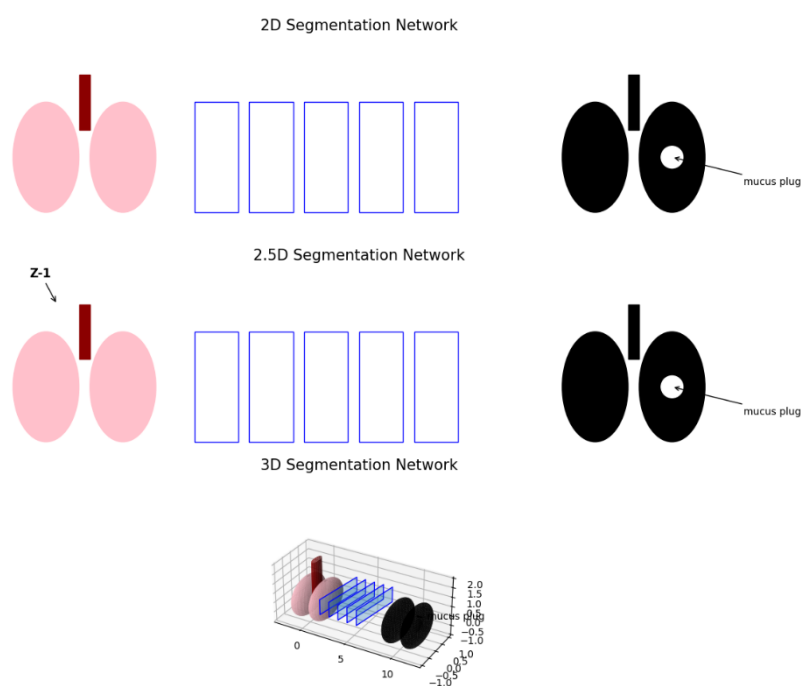 2D Segmentation Network
mucus plug
2.5D Segmentation Network
Z-1
mucus plug
3D Segmentation Network
2.0
1.5
1.0
0.5
0.0
−0.5
−1.0
mucus plug
0
5
10
1.0
0.5
0.0
−0.5
−1.0